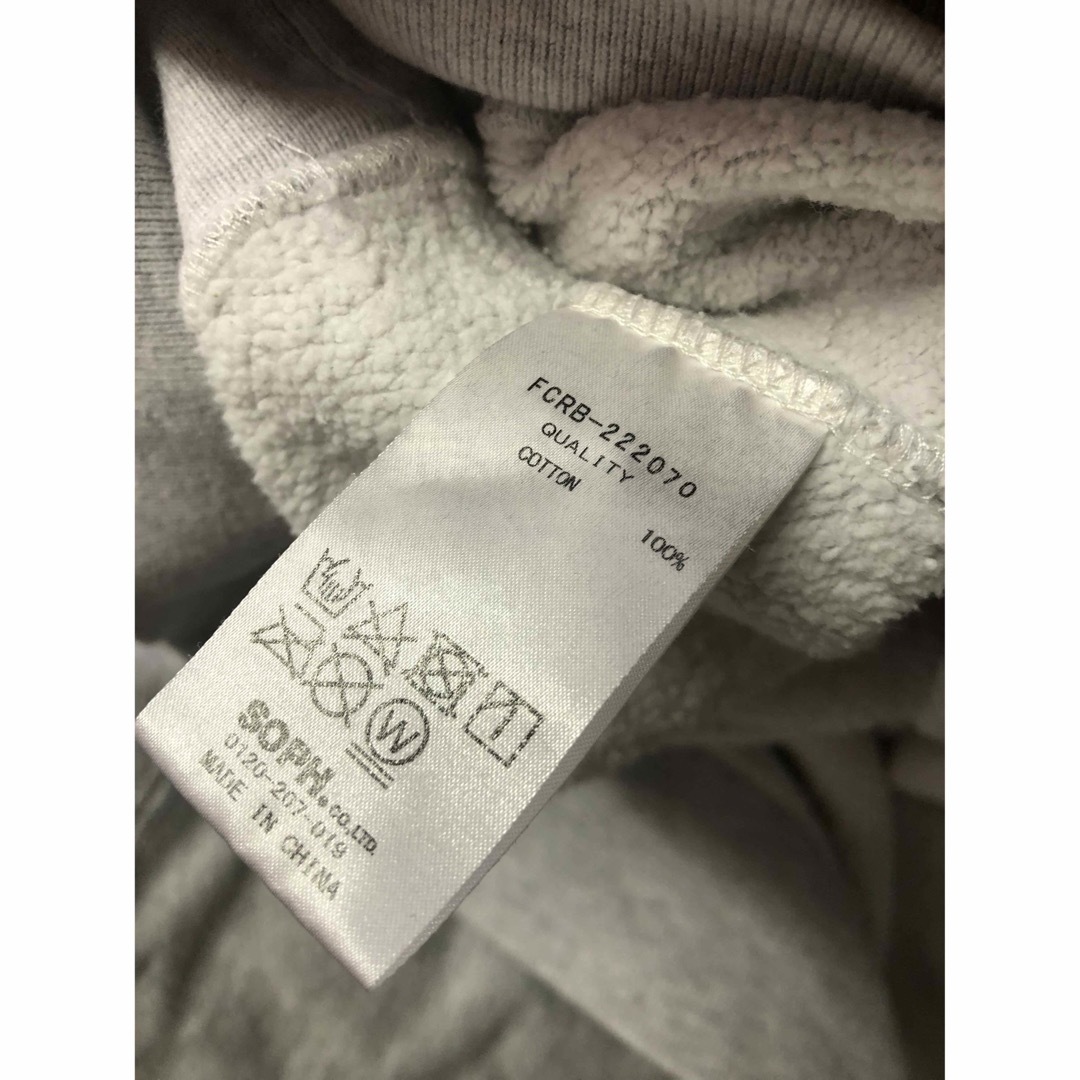 FCRB-222070
QUALITY
COTTON 100%
W
SOPH.CO.LTD.
0120-207-019
MADE IN CHINA